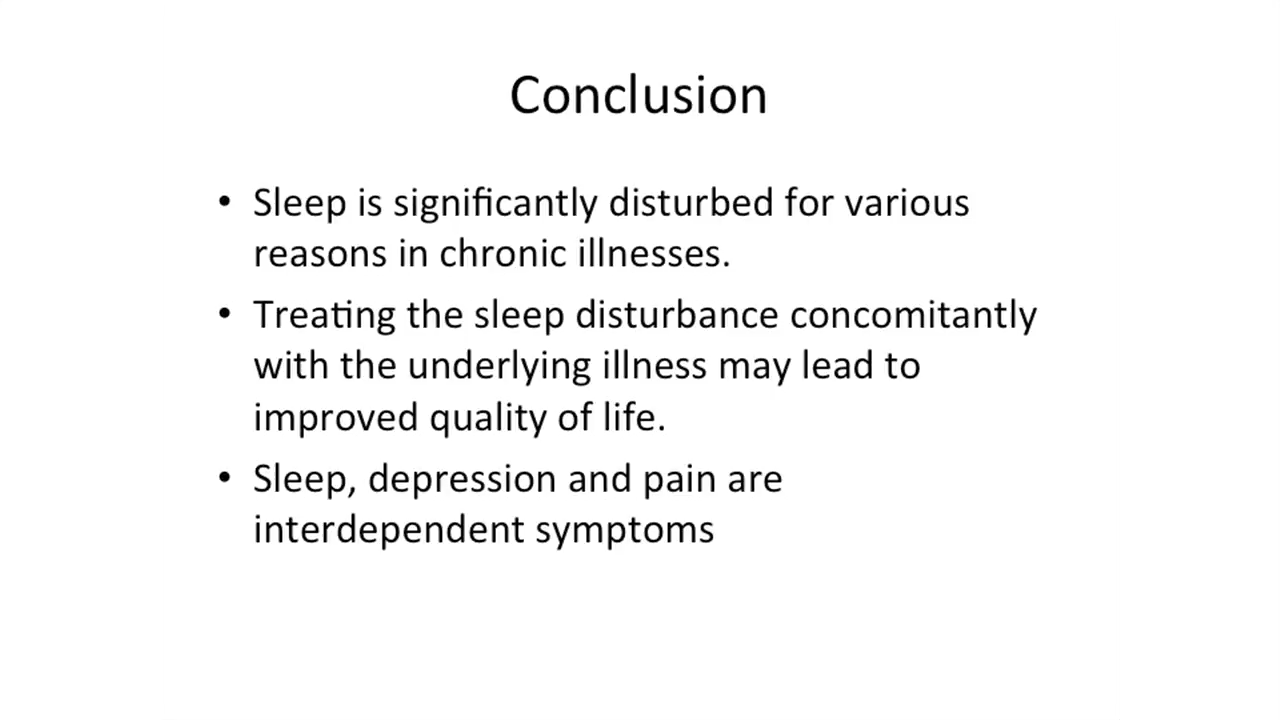 Conclusion
• Sleep is significantly disturbed for various
reasons in chronic illnesses.
• Treating the sleep disturbance concomitantly
with the underlying illness may lead to
improved quality of life.
• Sleep, depression and pain are
interdependent symptoms